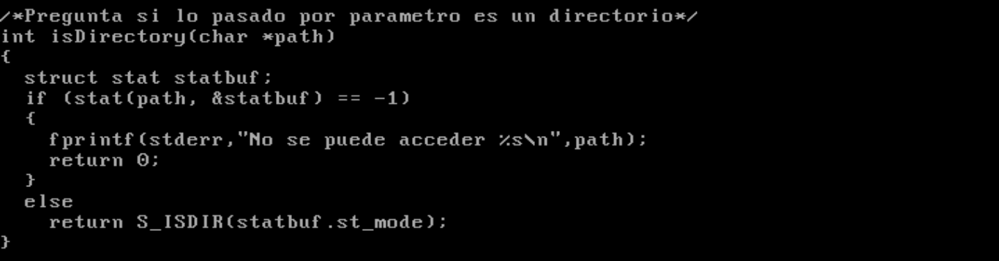 /*Pregunta si lo pasado por parametro es un directorio*/
int isDirectory(char *path)
{
  struct stat statbuf;
  if (stat(path, &statbuf) == -1)
  {
    fprintf(stderr,"No se puede acceder %s\n",path);
    return 0;
  }
  else
    return S_ISDIR(statbuf.st_mode);
}